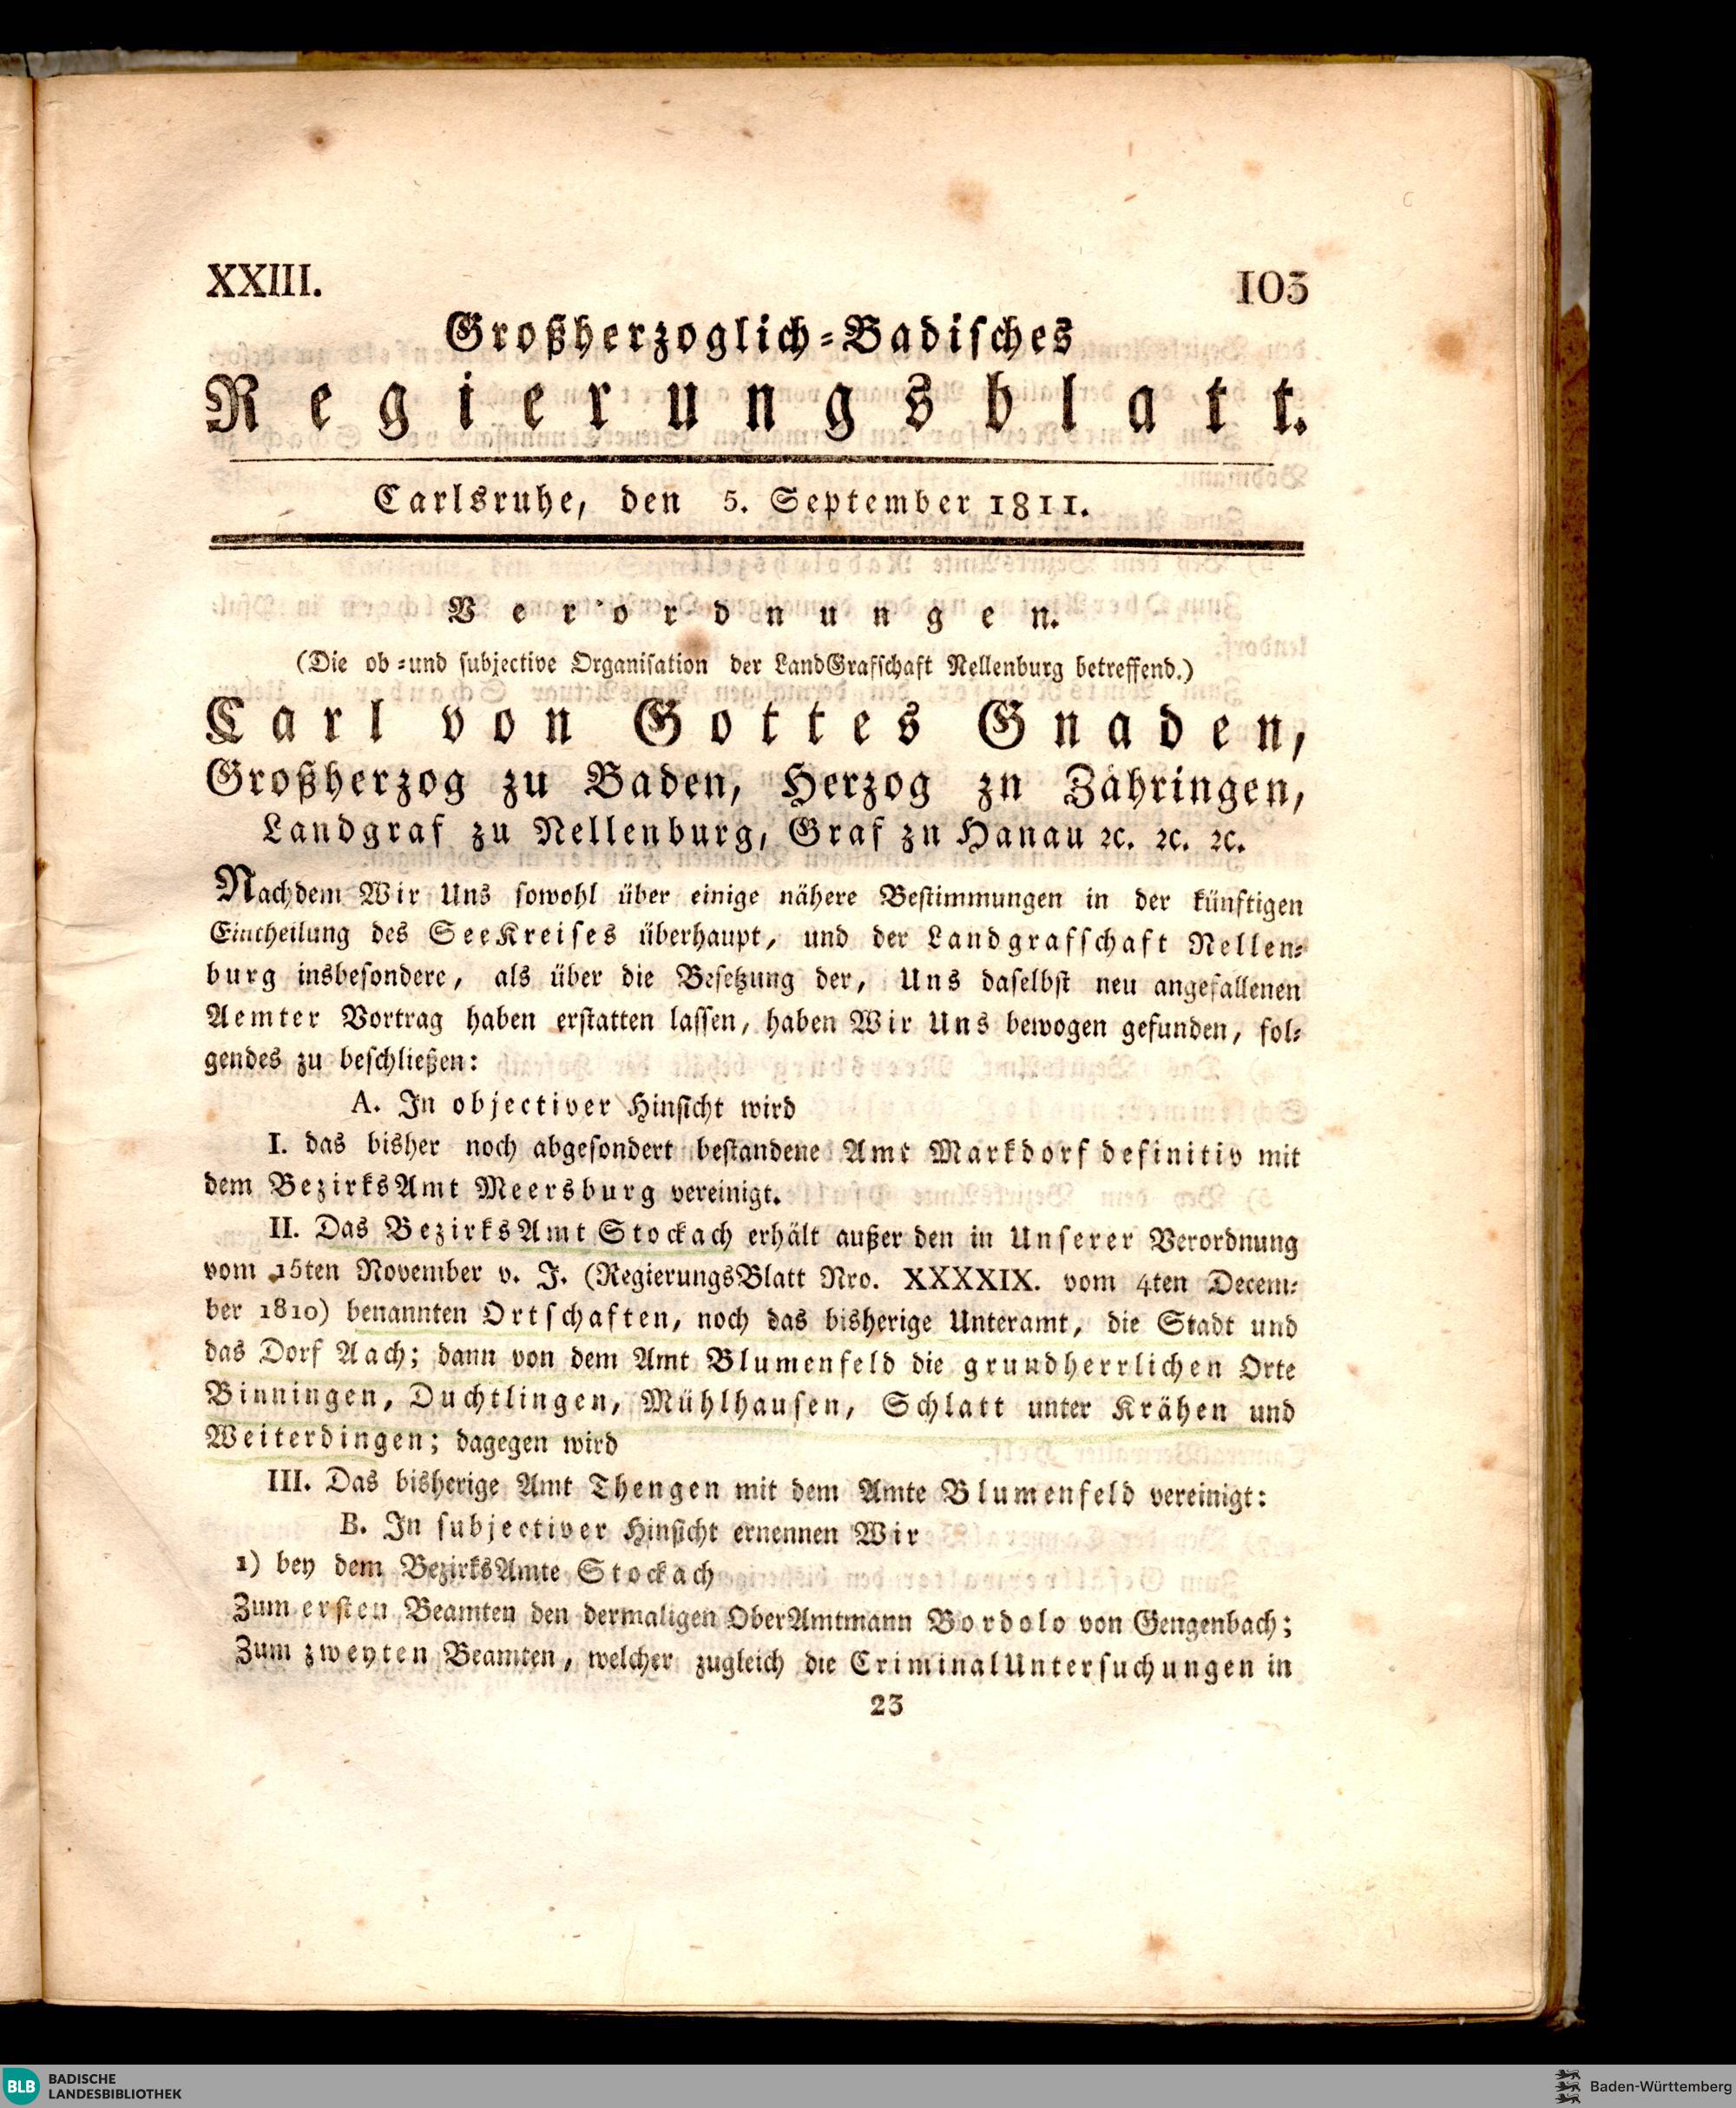 XXIII.
103
Großherzoglich-Badisches
Regierungsblatt.
Carlsruhe, den 5. September 1811.
Verordnungen.
(Die ob-und subjective Organisation der LandGrafschaft Nellenburg betreffend.)
Carl von Gottes Gnaden,
Großherzog zu Baden, Herzog zn Zähringen,
Landgraf zu Nellenburg, Graf zn Hanau ꝛc. ꝛc. ꝛc.
Nachdem Wir Uns sowohl über einige nähere Bestimmungen in der künftigen
Eintheilung des SeeKreises überhaupt, und der Landgrafschaft Nellen-
burg insbesondere, als über die Besetzung der, Uns daselbst neu angefallenen
Aemter Vortrag haben erstatten lassen, haben Wir Uns bewogen gefunden, fol-
gendes zu beschließen:
A. In objectiver Hinsicht wird
I. das bisher noch abgesondert bestandene Amt Markdorf definitiv mit
dem BezirksAmt Meersburg vereinigt.
II. Das BezirksAmt Stockach erhält außer den in Unserer Verordnung
vom 15ten November v. J. (RegierungsBlatt Nro. XXXXIX. vom 4ten Decem-
ber 1810) benannten Ortschaften, noch das bisherige Unteramt, die Stadt und
das Dorf Aach; dann von dem Amt Blumenfeld die grundherrlichen Orte
Binningen, Duchtlingen, Mühlhausen, Schlatt unter Krähen und
Weiterdingen; dagegen wird
III. Das bisherige Amt Thengen mit dem Amte Blumenfeld vereinigt:
B. In subjectiver Hinsicht ernennen Wir
1) bey dem BezirksAmte Stockach
Zum ersten Beamten den dermaligen OberAmtmann Bordolo von Gengenbach;
Zum zweyten Beamten, welcher zugleich die CriminalUntersuchungen in
23
BLB BADISCHE
LANDESBIBLIOTHEK
Baden-Württemberg